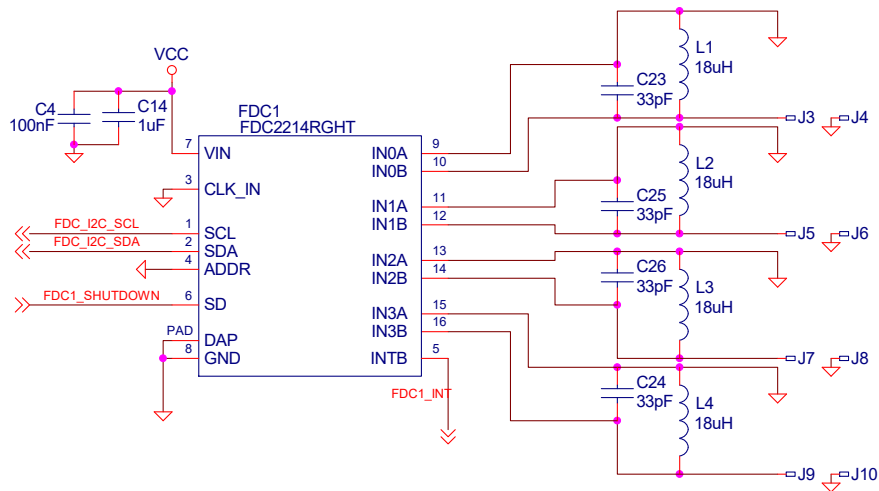 VCC
C4
100nF
C14
1uF
FDC1
FDC2214RGHT
7
VIN
3
CLK_IN
FDC_I2C_SCL
1
SCL
FDC_I2C_SDA
2
SDA
4
ADDR
FDC1_SHUTDOWN
6
SD
PAD
DAP
8
GND
IN0A
9
IN0B
10
IN1A
11
IN1B
12
IN2A
13
IN2B
14
IN3A
15
IN3B
16
INTB
5
FDC1_INT
L1
18uH
C23
33pF
J3
J4
L2
18uH
C25
33pF
J5
J6
C26
33pF
L3
18uH
J7
J8
C24
33pF
L4
18uH
J9
J10